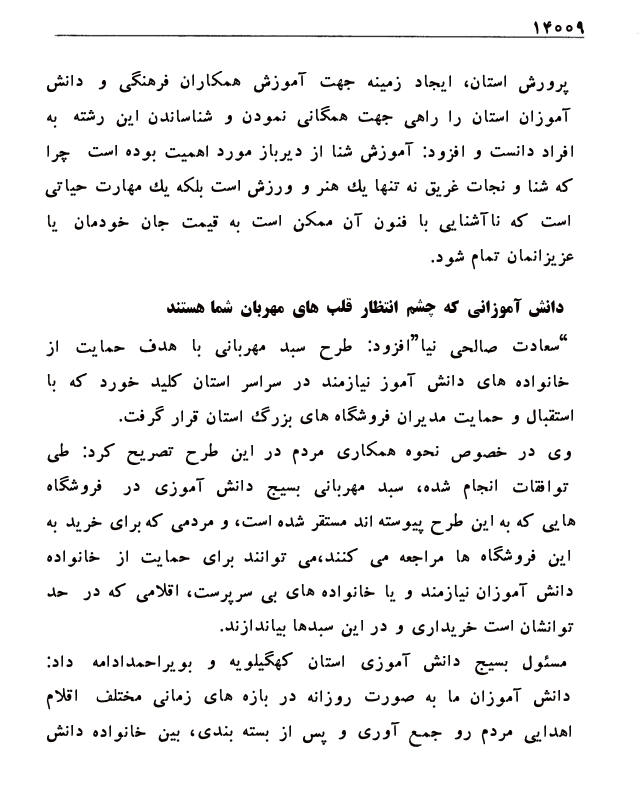 ۱۴۰۰۹
پرورش استان، ایجاد زمینه جهت آموزش همکاران فرهنگی و دانش
آموزان استان را راهی جهت همگانی نمودن و شناساندن این رشته به
افراد دانست و افزود: آموزش شنا از دیرباز مورد اهمیت بوده است چرا
که شنا و نجات غریق نه تنها یك هنر و ورزش است بلکه یك مهارت حیاتی
است که ناآشنایی با فنون آن ممکن است به قیمت جان خودمان یا
عزیزانمان تمام شود.
دانش آموزانی که چشم انتظار قلب های مهربان شما هستند
“سعادت صالحی نیا”افزود: طرح سبد مهربانی با هدف حمایت از
خانواده های دانش آموز نیازمند در سراسر استان کلید خورد که با
استقبال و حمایت مدیران فروشگاه های بزرگ استان قرار گرفت.
وی در خصوص نحوه همکاری مردم در این طرح تصریح کرد: طی
توافقات انجام شده، سبد مهربانی بسیج دانش آموزی در فروشگاه
هایی که به این طرح پیوسته اند مستقر شده است، و مردمی که برای خرید به
این فروشگاه ها مراجعه می کنند،می توانند برای حمایت از خانواده
دانش آموزان نیازمند و یا خانواده های بی سرپرست، اقلامی که در حد
توانشان است خریداری و در این سبدها بیاندازند.
مسئول بسیج دانش آموزی استان کهگیلویه و بویراحمدادامه داد:
دانش آموزان ما به صورت روزانه در بازه های زمانی مختلف اقلام
اهدایی مردم رو جمع آوری و پس از بسته بندی، بین خانواده دانش